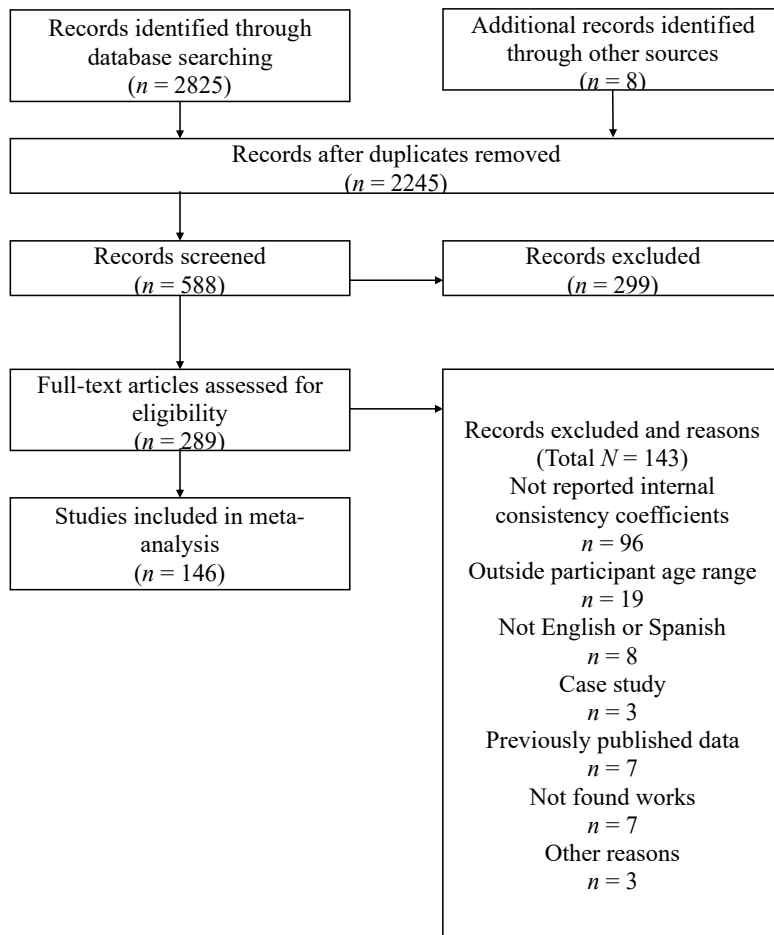 Records identified through
database searching
(n = 2825)
Additional records identified
through other sources
(n = 8)
Records after duplicates removed
(n = 2245)
Records screened
(n = 588)
Records excluded
(n = 299)
Full-text articles assessed for
eligibility
(n = 289)
Records excluded and reasons
(Total N = 143)
Not reported internal
consistency coefficients
n = 96
Outside participant age range
n = 19
Not English or Spanish
n = 8
Case study
n = 3
Previously published data
n = 7
Not found works
n = 7
Other reasons
n = 3
Studies included in meta-
analysis
(n = 146)